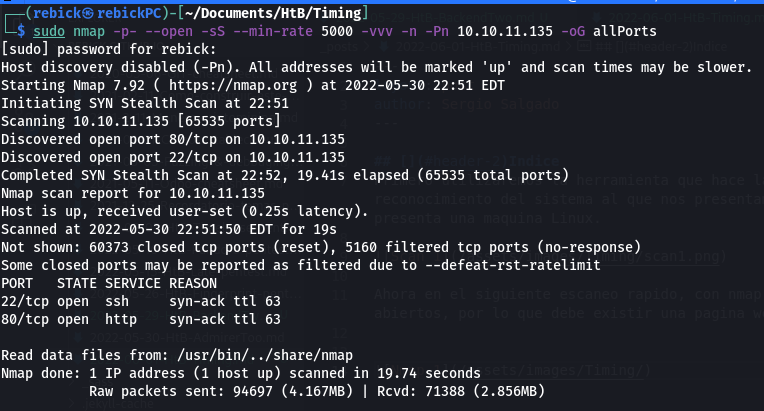 ┌──(rebick㉿rebickPC)-[~/Documents/HtB/Timing]
└─$ sudo nmap -p- --open -sS --min-rate 5000 -vvv -n -Pn 10.10.11.135 -oG allPorts
[sudo] password for rebick:
Host discovery disabled (-Pn). All addresses will be marked 'up' and scan times may be slower.
Starting Nmap 7.92 ( https://nmap.org ) at 2022-05-30 22:51 EDT
Initiating SYN Stealth Scan at 22:51
Scanning 10.10.11.135 [65535 ports]
Discovered open port 80/tcp on 10.10.11.135
Discovered open port 22/tcp on 10.10.11.135
Completed SYN Stealth Scan at 22:52, 19.41s elapsed (65535 total ports)
Nmap scan report for 10.10.11.135
Host is up, received user-set (0.25s latency).
Scanned at 2022-05-30 22:51:50 EDT for 19s
Not shown: 60373 closed tcp ports (reset), 5160 filtered tcp ports (no-response)
Some closed ports may be reported as filtered due to --defeat-rst-ratelimit
PORT   STATE SERVICE REASON
22/tcp open  ssh     syn-ack ttl 63
80/tcp open  http    syn-ack ttl 63
Read data files from: /usr/bin/../share/nmap
Nmap done: 1 IP address (1 host up) scanned in 19.74 seconds
Raw packets sent: 94697 (4.167MB) | Rcvd: 71388 (2.856MB)